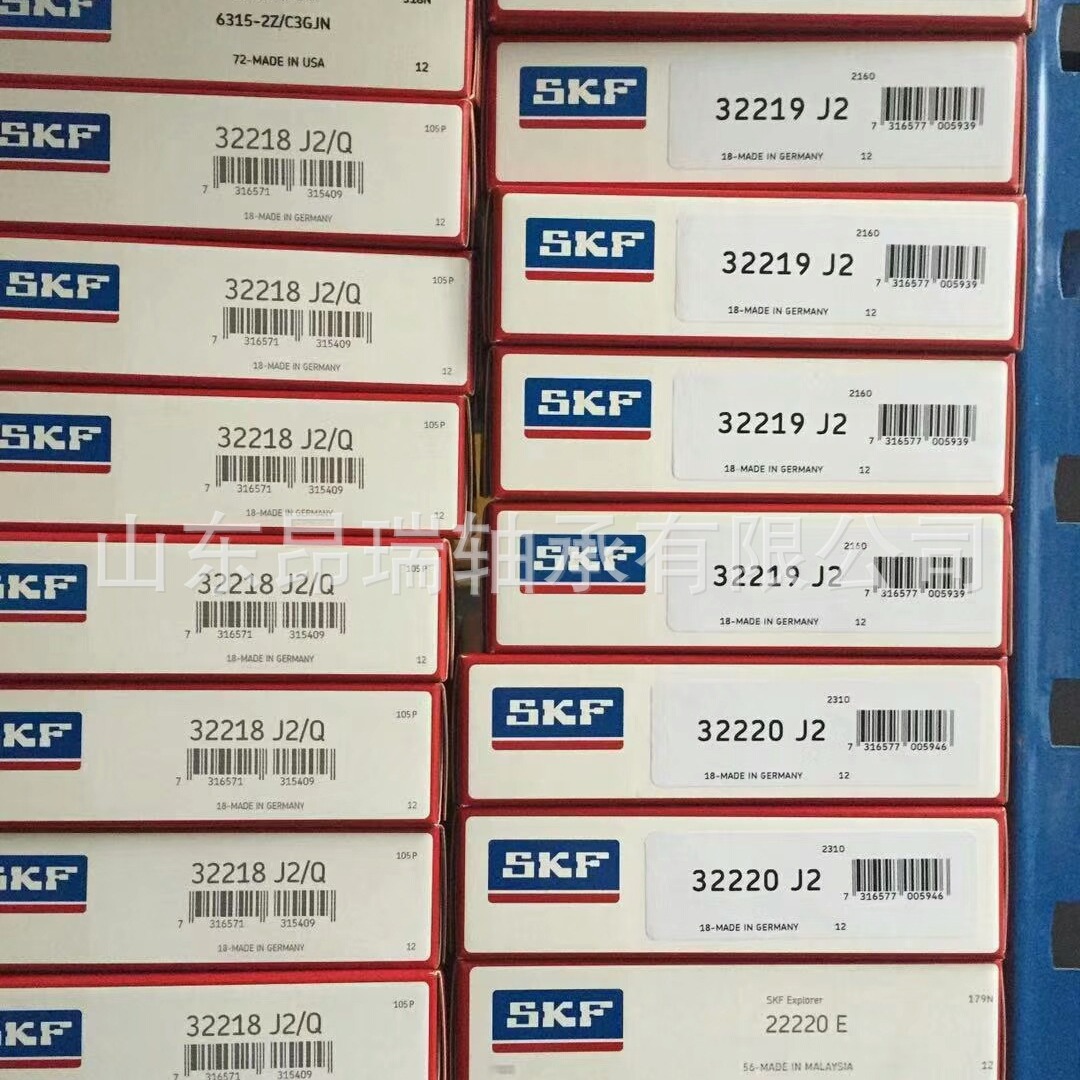 SKF
318N
6315-2Z/C3GJN
72-MADE IN USA
12
SKF
32218 J2/Q
105P
7 316571 315409
18-MADE IN GERMANY
12
SKF
32218 J2/Q
105P
7 316571 315409
18-MADE IN GERMANY
12
SKF
32218 J2/Q
105P
7 316571 315409
18-MADE IN GERMANY
12
SKF
32218 J2/Q
105P
7 316571 315409
18-MADE IN GERMANY
12
SKF
32218 J2/Q
105P
7 316571 315409
18-MADE IN GERMANY
12
SKF
32218 J2/Q
105P
7 316571 315409
18-MADE IN GERMANY
12
SKF
32218 J2/Q
105P
7 316571 315409
SKF
32219 J2
2160
7 316577 005939
18-MADE IN GERMANY 12
SKF
32219 J2
2160
7 316577 005939
18-MADE IN GERMANY 12
SKF
32219 J2
2160
7 316577 005939
18-MADE IN GERMANY 12
SKF
32219 J2
2160
7 316577 005939
18-MADE IN GERMANY 12
SKF
32220 J2
2310
7 316577 005946
18-MADE IN GERMANY 12
SKF
32220 J2
2310
7 316577 005946
18-MADE IN GERMANY 12
SKF
SKF Explorer
179N
22220 E
56-MADE IN MALAYSIA
12
山东昂瑞轴承有限公司